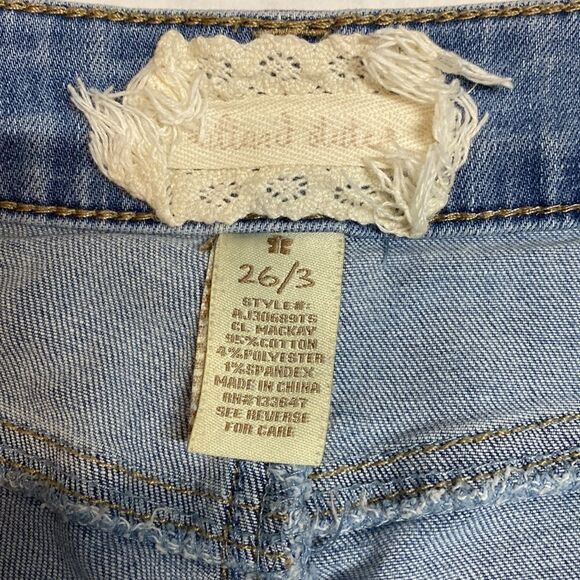 26/3
STYLE#:
AJ30689TS
CL. MACKAY
95%COTTON
4%POLYESTER
1%SPANDEX
MADE IN CHINA
RN#133647
SEE REVERSE
FOR CARE